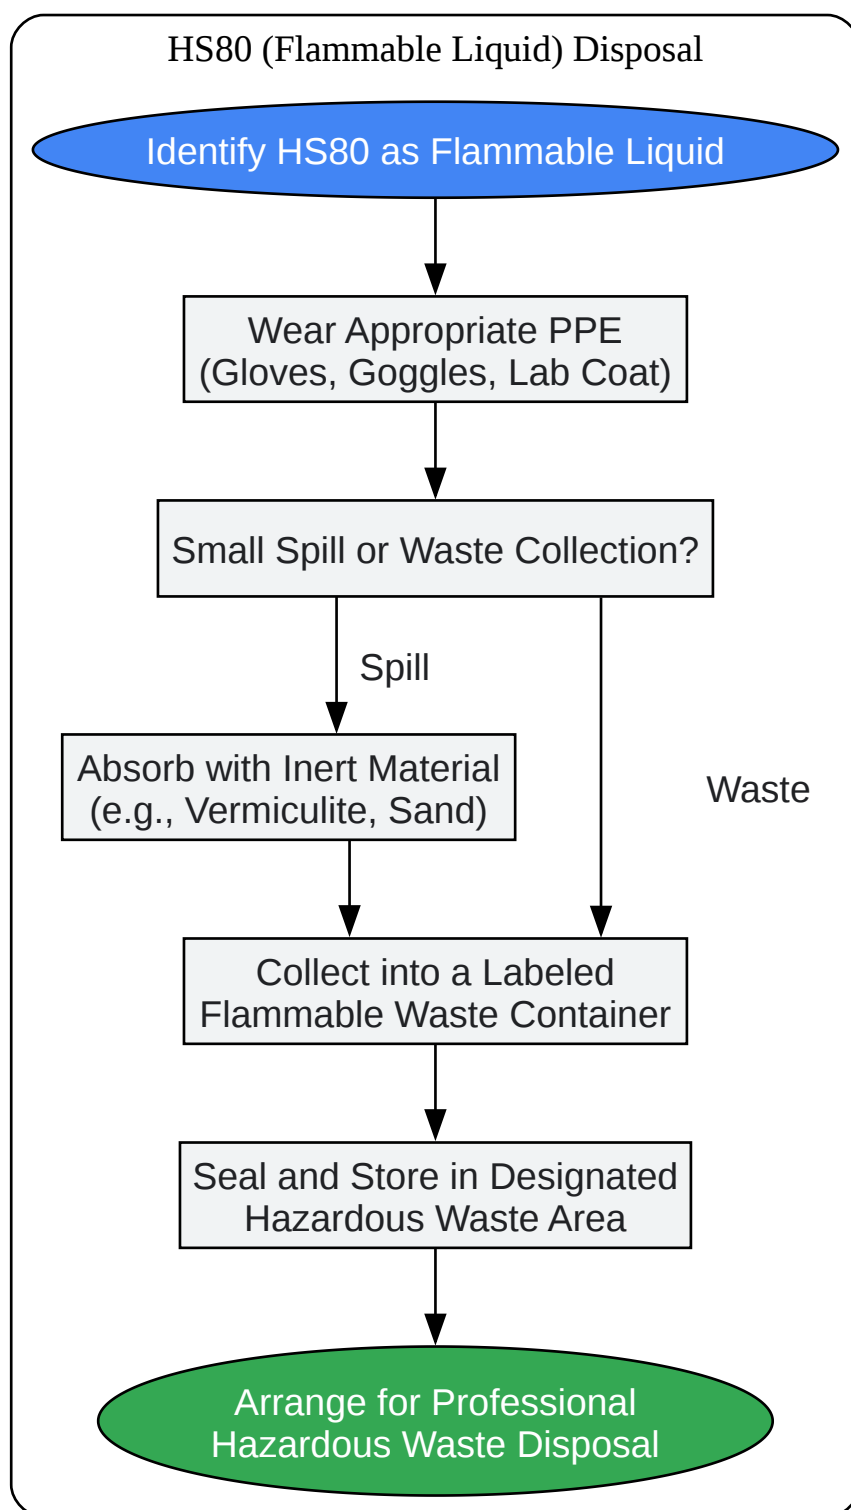 HS80 (Flammable Liquid) Disposal
Identify HS80 as Flammable Liquid
Wear Appropriate PPE
(Gloves, Goggles, Lab Coat)
Small Spill or Waste Collection?
Spill
Absorb with Inert Material
(e.g., Vermiculite, Sand)
Waste
Collect into a Labeled
Flammable Waste Container
Seal and Store in Designated
Hazardous Waste Area
Arrange for Professional
Hazardous Waste Disposal